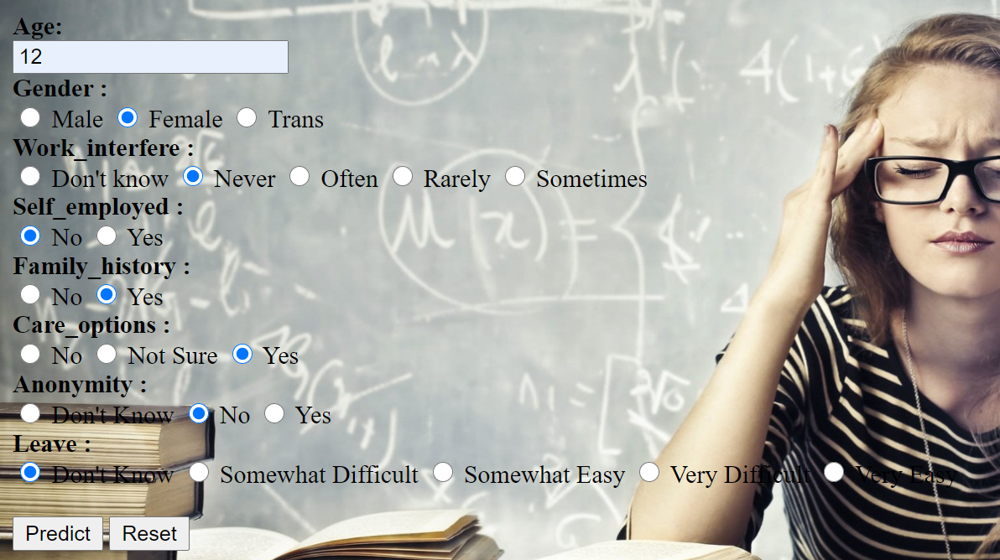 Age:
12
Gender :
Male Female Trans
Work_interfere :
Don't know Never Often Rarely Sometimes
Self_employed :
No Yes
Family_history :
No Yes
Care_options :
No Not Sure Yes
Anonymity :
Don't Know No Yes
Leave :
Don't Know Somewhat Difficult Somewhat Easy Very Difficult Very Easy
Predict Reset